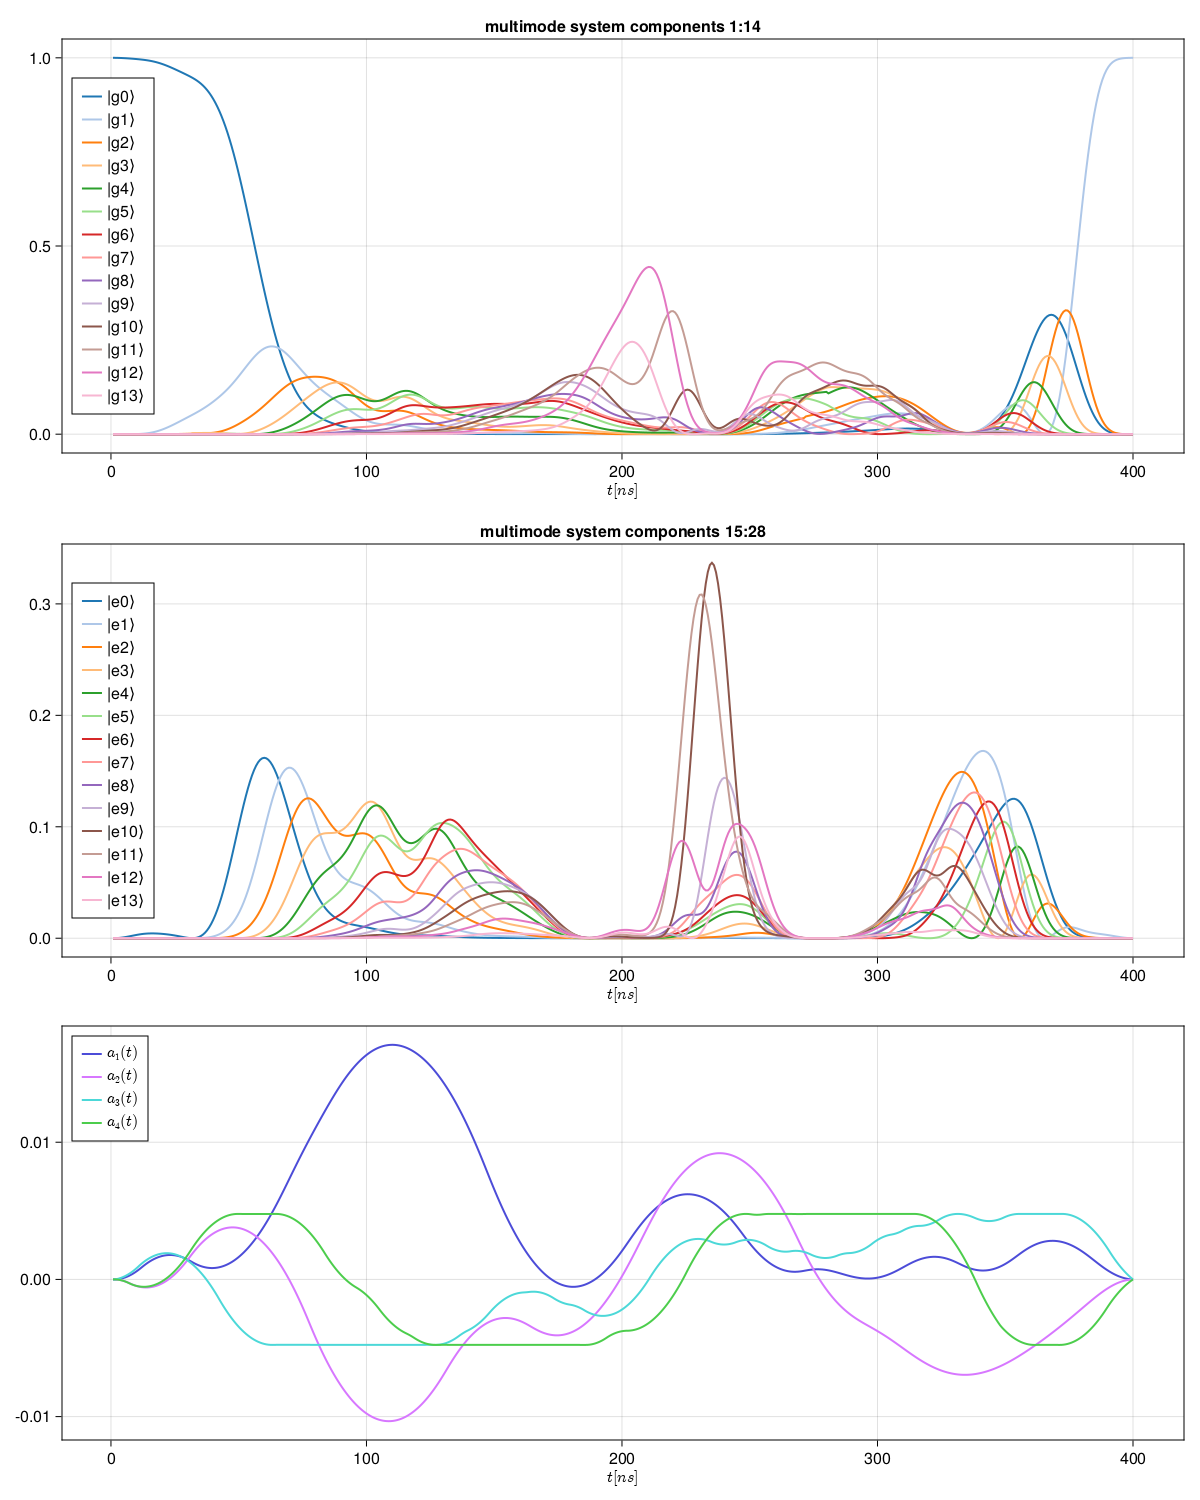 multimode system components 1:14
1.0
0.5
0.0
|g0⟩
|g1⟩
|g2⟩
|g3⟩
|g4⟩
|g5⟩
|g6⟩
|g7⟩
|g8⟩
|g9⟩
|g10⟩
|g11⟩
|g12⟩
|g13⟩
0 100 200 300 400
t[ns]
multimode system components 15:28
0.3
0.2
0.1
0.0
|e0⟩
|e1⟩
|e2⟩
|e3⟩
|e4⟩
|e5⟩
|e6⟩
|e7⟩
|e8⟩
|e9⟩
|e10⟩
|e11⟩
|e12⟩
|e13⟩
0 100 200 300 400
t[ns]
0.01
0.00
-0.01
a₁(t)
a₂(t)
a₃(t)
a₄(t)
0 100 200 300 400
t[ns]